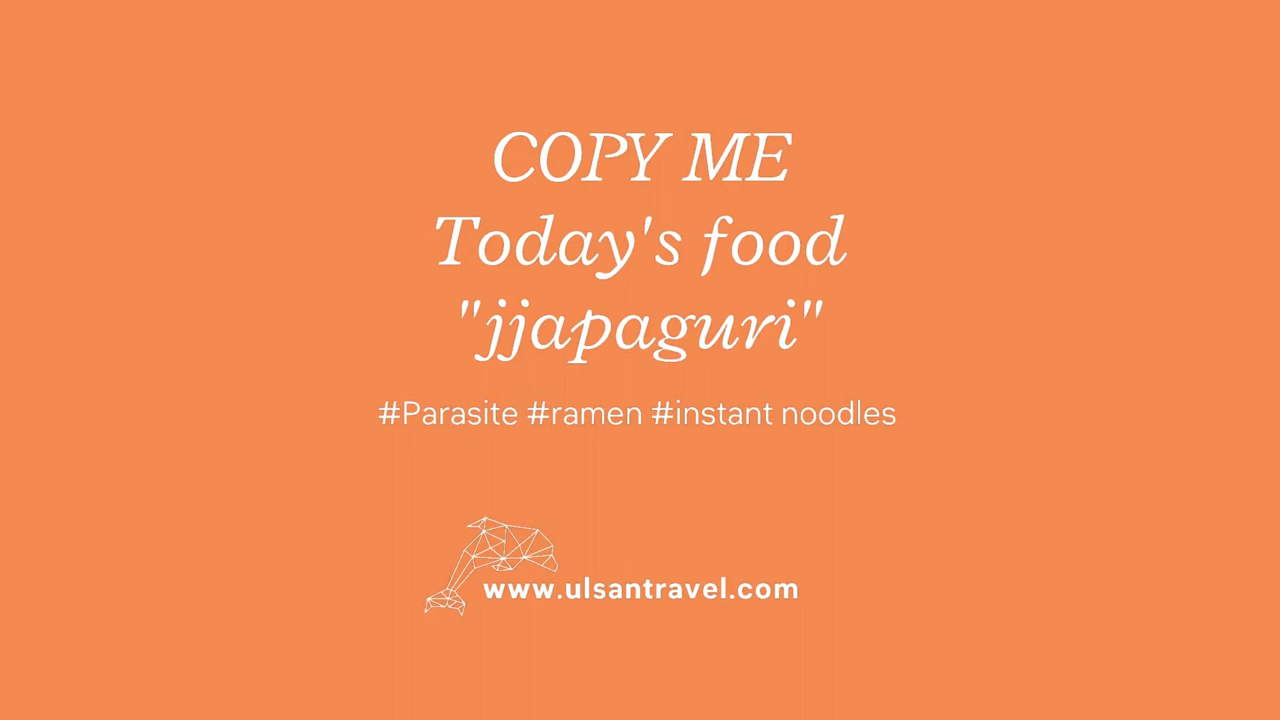 COPY ME
Today's food
"jjapaguri"
#Parasite #ramen #instant noodles
www.ulsantravel.com